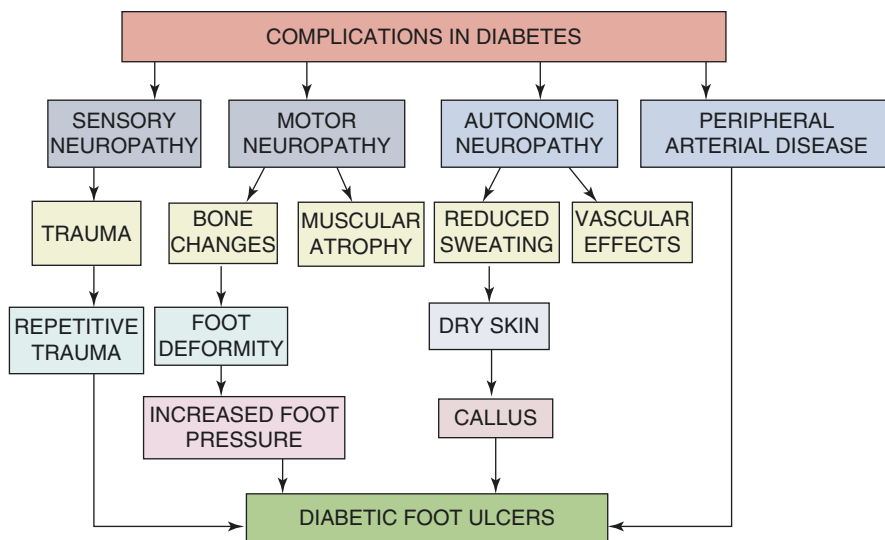 COMPLICATIONS IN DIABETES
SENSORY
NEUROPATHY
MOTOR
NEUROPATHY
AUTONOMIC
NEUROPATHY
PERIPHERAL
ARTERIAL DISEASE
TRAUMA
BONE
CHANGES
MUSCULAR
ATROPHY
REDUCED
SWEATING
VASCULAR
EFFECTS
REPETITIVE
TRAUMA
FOOT
DEFORMITY
DRY SKIN
INCREASED FOOT
PRESSURE
CALLUS
DIABETIC FOOT ULCERS